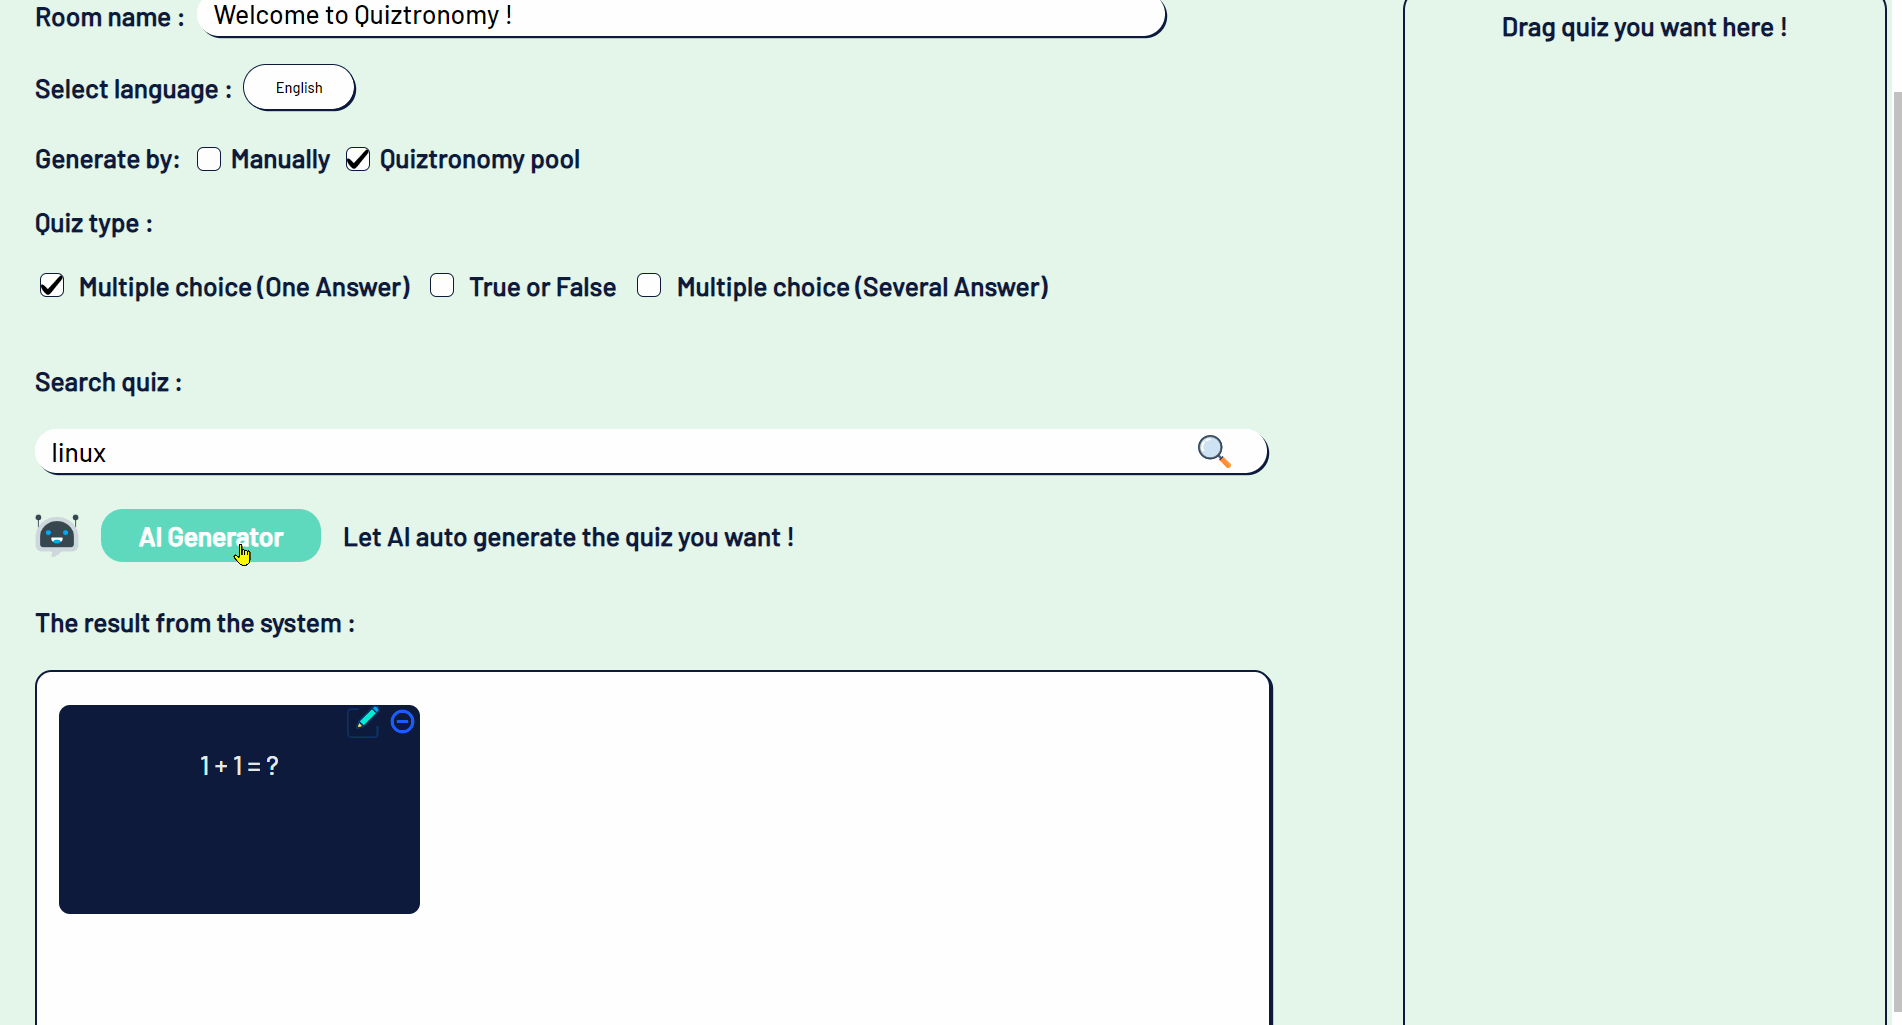 Room name : Welcome to Quiztronomy !
Drag quiz you want here !
Select language : English
Generate by: Manually Quiztronomy pool
Quiz type :
Multiple choice (One Answer) True or False Multiple choice (Several Answer)
Search quiz :
linux
AI Generator Let AI auto generate the quiz you want !
The result from the system :
1 + 1 = ?